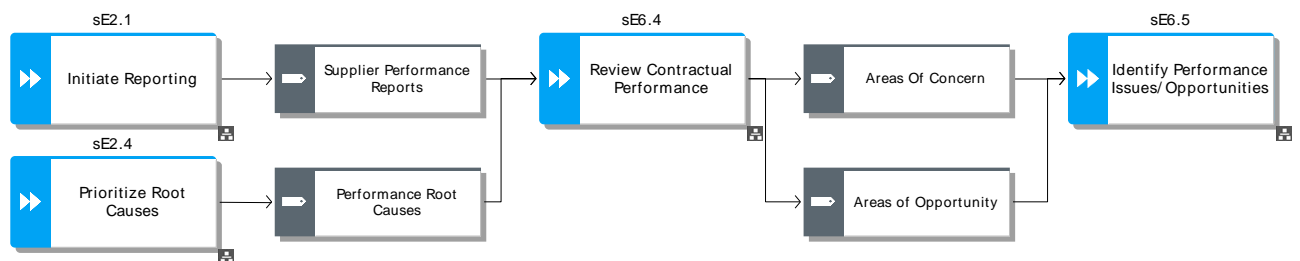 sE2.1
Initiate Reporting
Supplier Performance
Reports
sE6.4
Review Contractual
Performance
Areas Of Concern
sE6.5
Identify Performance
Issues/Opportunities
sE2.4
Prioritize Root
Causes
Performance Root
Causes
Areas of Opportunity